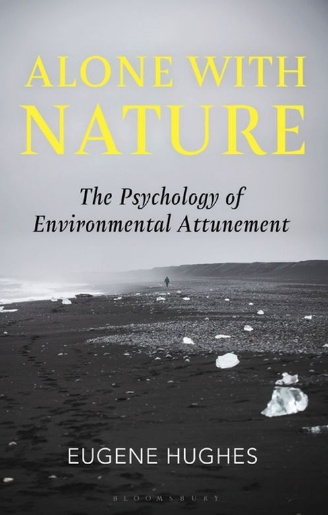 ALONE WITH
NATURE
The Psychology of
Environmental Attunement
EUGENE HUGHES
BLOOMSBURY